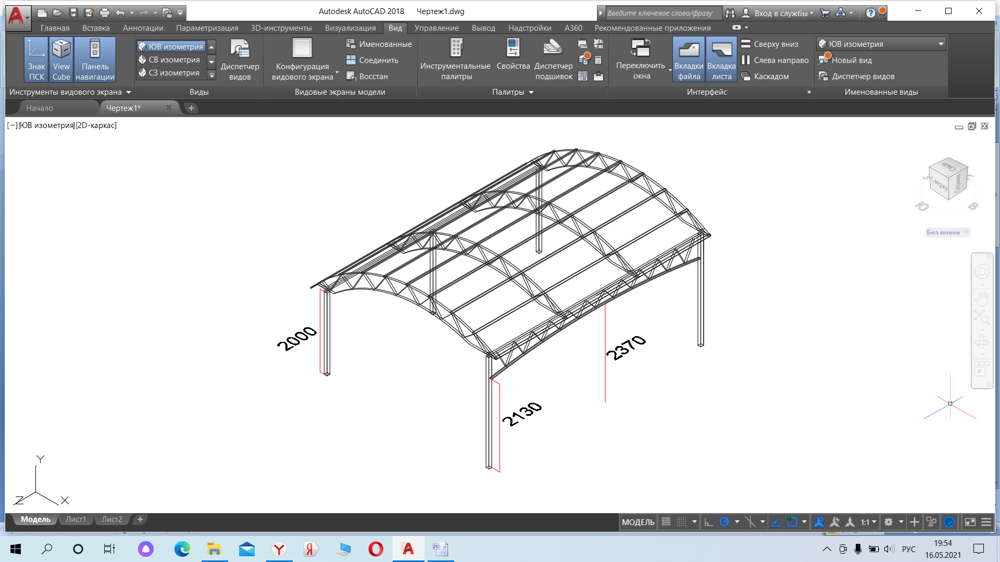 Autodesk AutoCAD 2018 Чертеж1.dwg
Введите ключевое слово/фразу
Вход в службы
Главная Вставка Аннотации Параметризация 3D-инструменты Визуализация Вид Управление Вывод Надстройки A360 Рекомендованные приложения
Знак ПСК
View Cube
Панель навигации
Инструменты видового экрана
ЮВ изометрия
СВ изометрия
СЗ изометрия
Диспетчер видов
Виды
Конфигурация видового экрана
Именованные
Соединить
Восстан
Видовые экраны модели
Инструментальные палитры
Свойства
Диспетчер подшивок
Палитры
Переключить окна
Вкладки файла
Вкладка листа
Сверху вниз
Слева направо
Каскадом
Интерфейс
ЮВ изометрия
Новый вид
Диспетчер видов
Именованные виды
Начало
Чертеж1*
[−][ЮВ изометрия][2D-каркас]
Сверху
Ю
В
Без имени
2000
2370
2130
Y
Z
X
Модель Лист1 Лист2
МОДЕЛЬ
1:1
РУС
19:54
16.05.2021